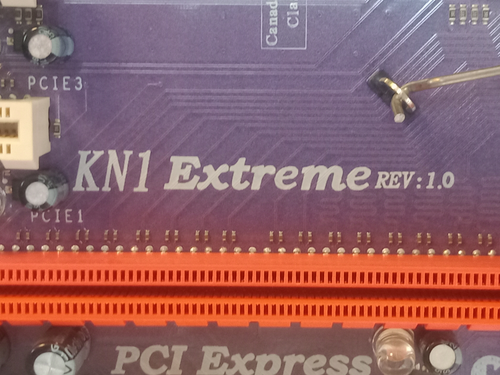 Canad
Cla
PCIE3
KN1 Extreme REV:1.0
PCIE1
PCI Express